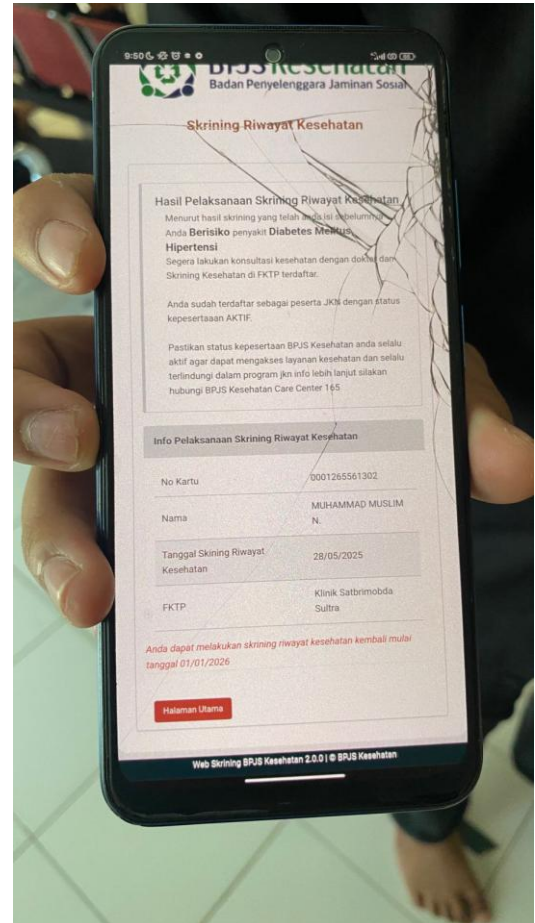 9:50
BPJS Kesehatan
Badan Penyelenggara Jaminan Sosial
Skrining Riwayat Kesehatan
Hasil Pelaksanaan Skrining Riwayat Kesehatan
Menurut hasil skrining yang telah anda isi sebelumnya
Anda Berisiko penyakit Diabetes Melitus,
Hipertensi
Segera lakukan konsultasi kesehatan dengan dokter dan
Skrining Kesehatan di FKTP terdaftar.
Anda sudah terdaftar sebagai peserta JKN dengan status
kepesertaaan AKTIF.
Pastikan status kepesertaan BPJS Kesehatan anda selalu
aktif agar dapat mengakses layanan kesehatan dan selalu
terlindungi dalam program jkn info lebih lanjut silakan
hubungi BPJS Kesehatan Care Center 165
Info Pelaksanaan Skrining Riwayat Kesehatan
No Kartu 0001265561302
Nama MUHAMMAD MUSLIM
N.
Tanggal Skining Riwayat
Kesehatan 28/05/2025
FKTP Klinik Satbrimobda
Sultra
Anda dapat melakukan skrining riwayat kesehatan kembali mulai
tanggal 01/01/2026
Halaman Utama
Web Skrining BPJS Kesehatan 2.0.0 | © BPJS Kesehatan